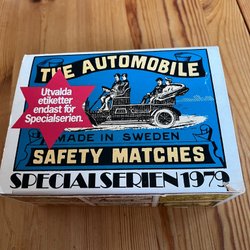 THE AUTOMOBILE
Utvalda
etiketter
endast för
Specialserien.
MADE IN SWEDEN
SAFETY MATCHES
SPECIALSERIEN 1979